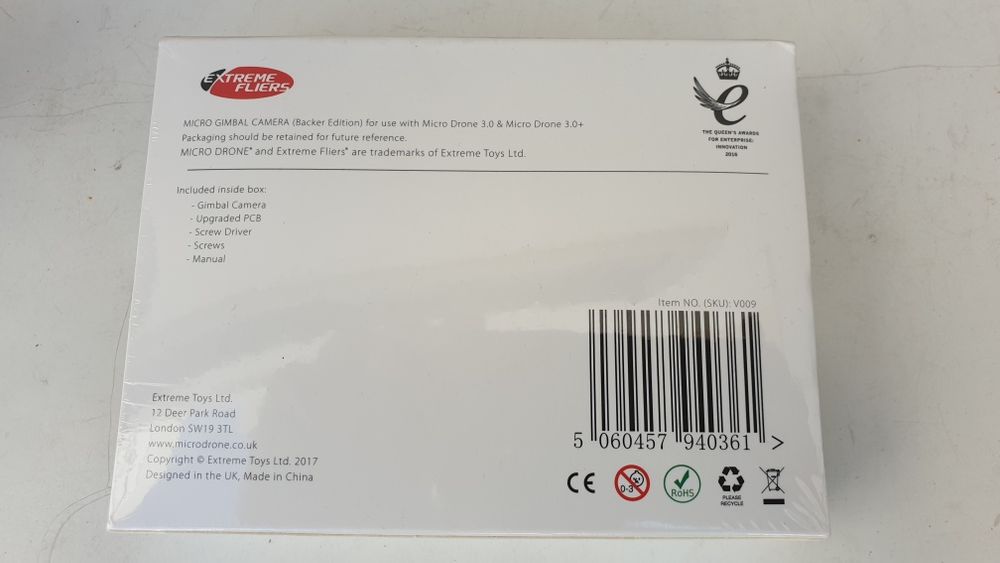 EXTREME
FLIERS
MICRO GIMBAL CAMERA (Backer Edition) for use with Micro Drone 3.0 & Micro Drone 3.0+
Packaging should be retained for future reference.
MICRO DRONE® and Extreme Fliers® are trademarks of Extreme Toys Ltd.
THE QUEEN'S AWARDS
FOR ENTERPRISE:
INNOVATION
2016
Included inside box:
- Gimbal Camera
- Upgraded PCB
- Screw Driver
- Screws
- Manual
Item NO. (SKU): V009
5 060457 940361 >
Extreme Toys Ltd.
12 Deer Park Road
London SW19 3TL
www.microdrone.co.uk
Copyright © Extreme Toys Ltd. 2017
Designed in the UK, Made in China
CE
0-3
RoHS
PLEASE
RECYCLE